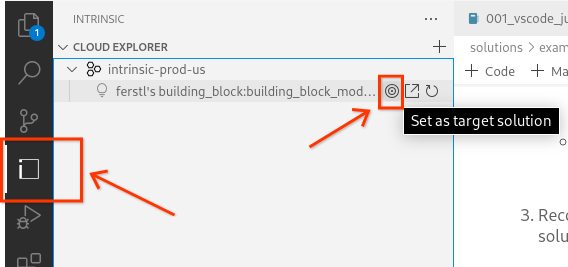 INTRINSIC
001_vscode_ju
1
CLOUD EXPLORER
solutions > exam
intrinsic-prod-us
+ Code + Ma
ferstl's building_block:building_block_mod...
Set as target solution
3. Reco
solu